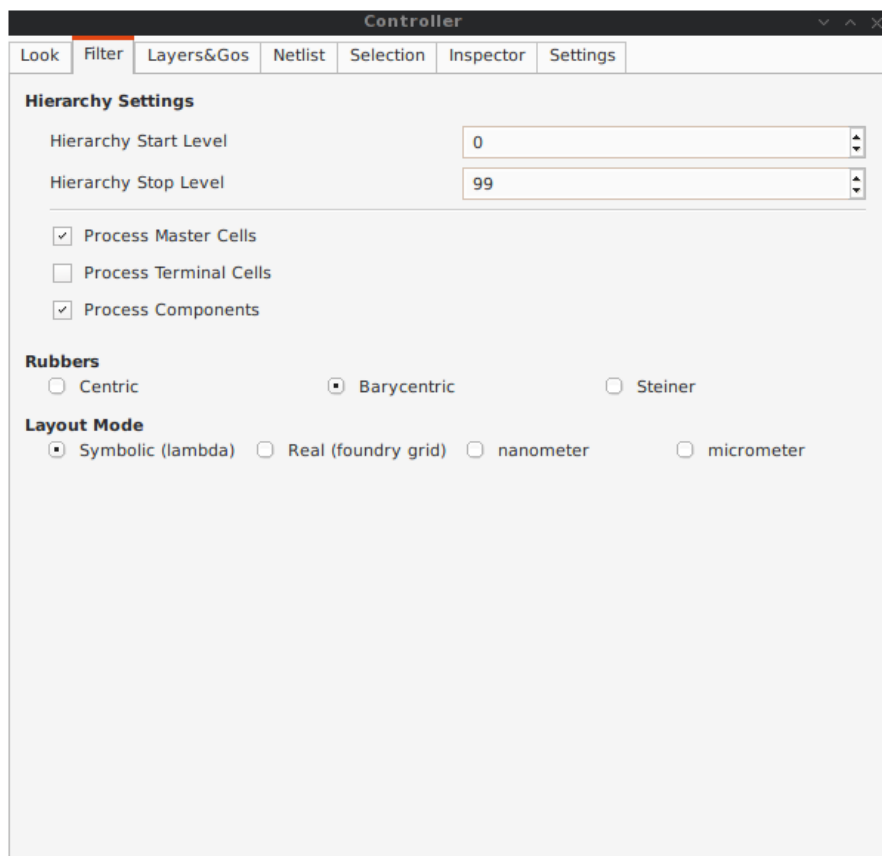 Controller
Look Filter Layers&Gos Netlist Selection Inspector Settings
Hierarchy Settings
Hierarchy Start Level 0
Hierarchy Stop Level 99
Process Master Cells
Process Terminal Cells
Process Components
Rubbers
Centric Barycentric Steiner
Layout Mode
Symbolic (lambda) Real (foundry grid) nanometer micrometer